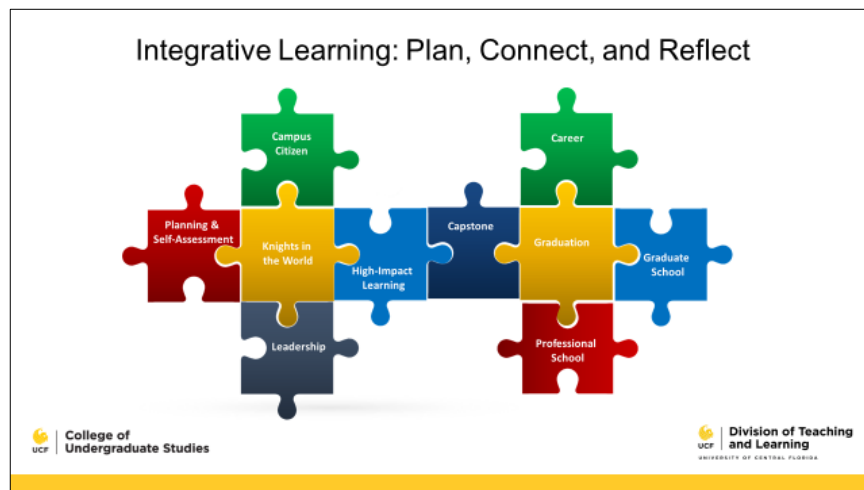 Integrative Learning: Plan, Connect, and Reflect
Campus
Citizen
Career
Planning &
Self-Assessment
Knights in
the World
High-Impact
Learning
Capstone
Graduation
Graduate
School
Leadership
Professional
School
UCF
College of
Undergraduate Studies
UCF
Division of Teaching
and Learning
UNIVERSITY OF CENTRAL FLORIDA